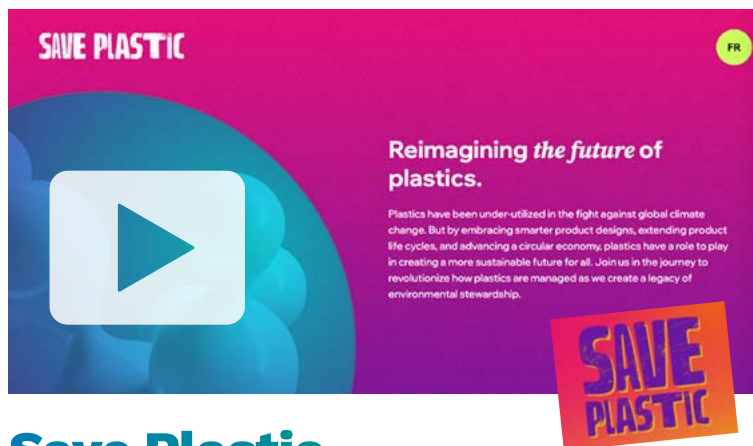 SAVE PLASTIC
FR
Reimagining the future of
plastics.
Plastics have been under-utilized in the fight against global climate
change. But by embracing smarter product designs, extending product
life cycles, and advancing a circular economy, plastics have a role to play
in creating a more sustainable future for all. Join us in the journey to
revolutionize how plastics are managed as we create a legacy of
environmental stewardship.
SAVE
PLASTIC
Save Plastic